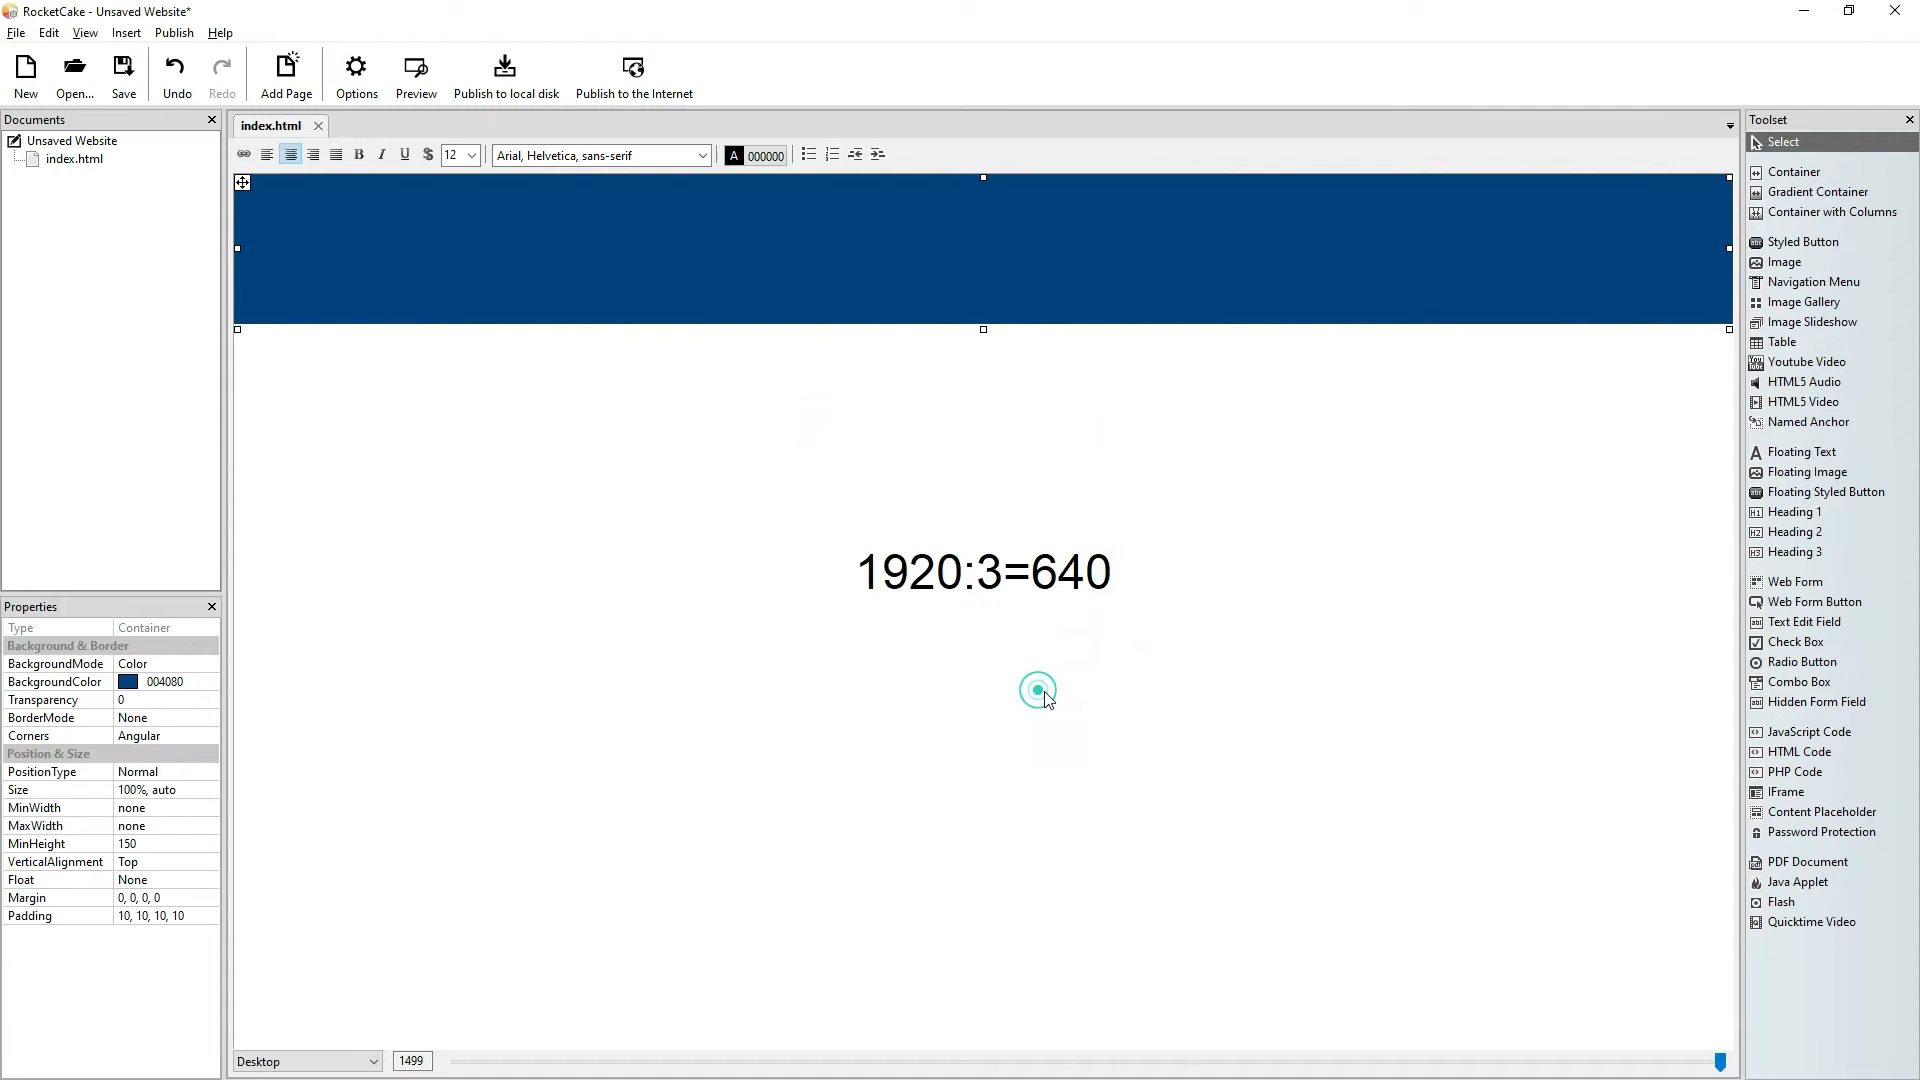 RocketCake - Unsaved Website*
File Edit View Insert Publish Help
New Open... Save Undo Redo Add Page Options Preview Publish to local disk Publish to the Internet
Documents
Unsaved Website
index.html
index.html
B I U $ 12 Arial, Helvetica, sans-serif A 000000
1920:3=640
Desktop 1499
Properties
Type Container
Background & Border
BackgroundMode Color
BackgroundColor 004080
Transparency 0
BorderMode None
Corners Angular
Position & Size
PositionType Normal
Size 100%, auto
MinWidth none
MaxWidth none
MinHeight 150
VerticalAlignment Top
Float None
Margin 0, 0, 0, 0
Padding 10, 10, 10, 10
Toolset
Select
Container
Gradient Container
Container with Columns
Styled Button
Image
Navigation Menu
Image Gallery
Image Slideshow
Table
Youtube Video
HTML5 Audio
HTML5 Video
Named Anchor
Floating Text
Floating Image
Floating Styled Button
Heading 1
Heading 2
Heading 3
Web Form
Web Form Button
Text Edit Field
Check Box
Radio Button
Combo Box
Hidden Form Field
JavaScript Code
HTML Code
PHP Code
IFrame
Content Placeholder
Password Protection
PDF Document
Java Applet
Flash
Quicktime Video